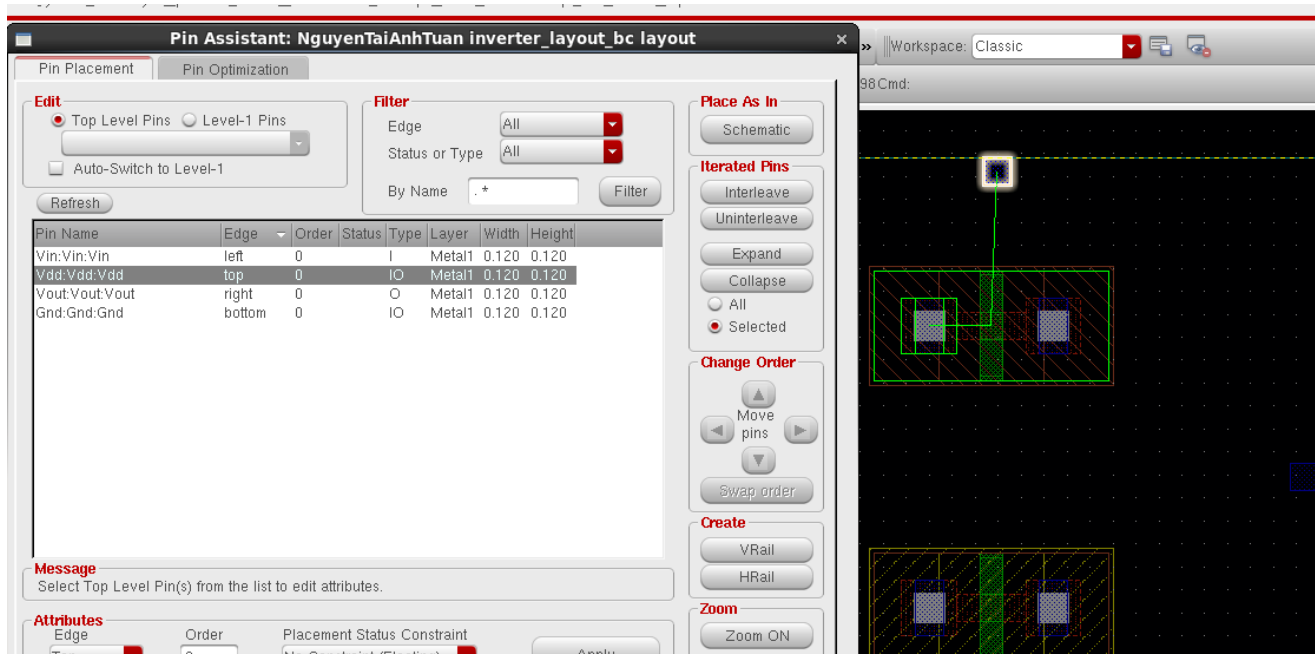 Pin Assistant: NguyenTaiAnhTuan inverter_layout_bc layout
» Workspace: Classic
98 Cmd:
Pin Placement Pin Optimization
Edit
Top Level Pins Level-1 Pins
Auto-Switch to Level-1
Refresh
Filter
Edge All
Status or Type All
By Name .* Filter
Place As In
Schematic
Iterated Pins
Interleave
Uninterleave
Expand
Collapse
All
Selected
Pin Name Edge Order Status Type Layer Width Height
Vin:Vin:Vin left 0 I Metal1 0.120 0.120
Vdd:Vdd:Vdd top 0 IO Metal1 0.120 0.120
Vout:Vout:Vout right 0 O Metal1 0.120 0.120
Gnd:Gnd:Gnd bottom 0 IO Metal1 0.120 0.120
Change Order
Move
pins
Swap order
Create
VRail
HRail
Message
Select Top Level Pin(s) from the list to edit attributes.
Zoom
Zoom ON
Attributes
Edge Order Placement Status Constraint
Apply